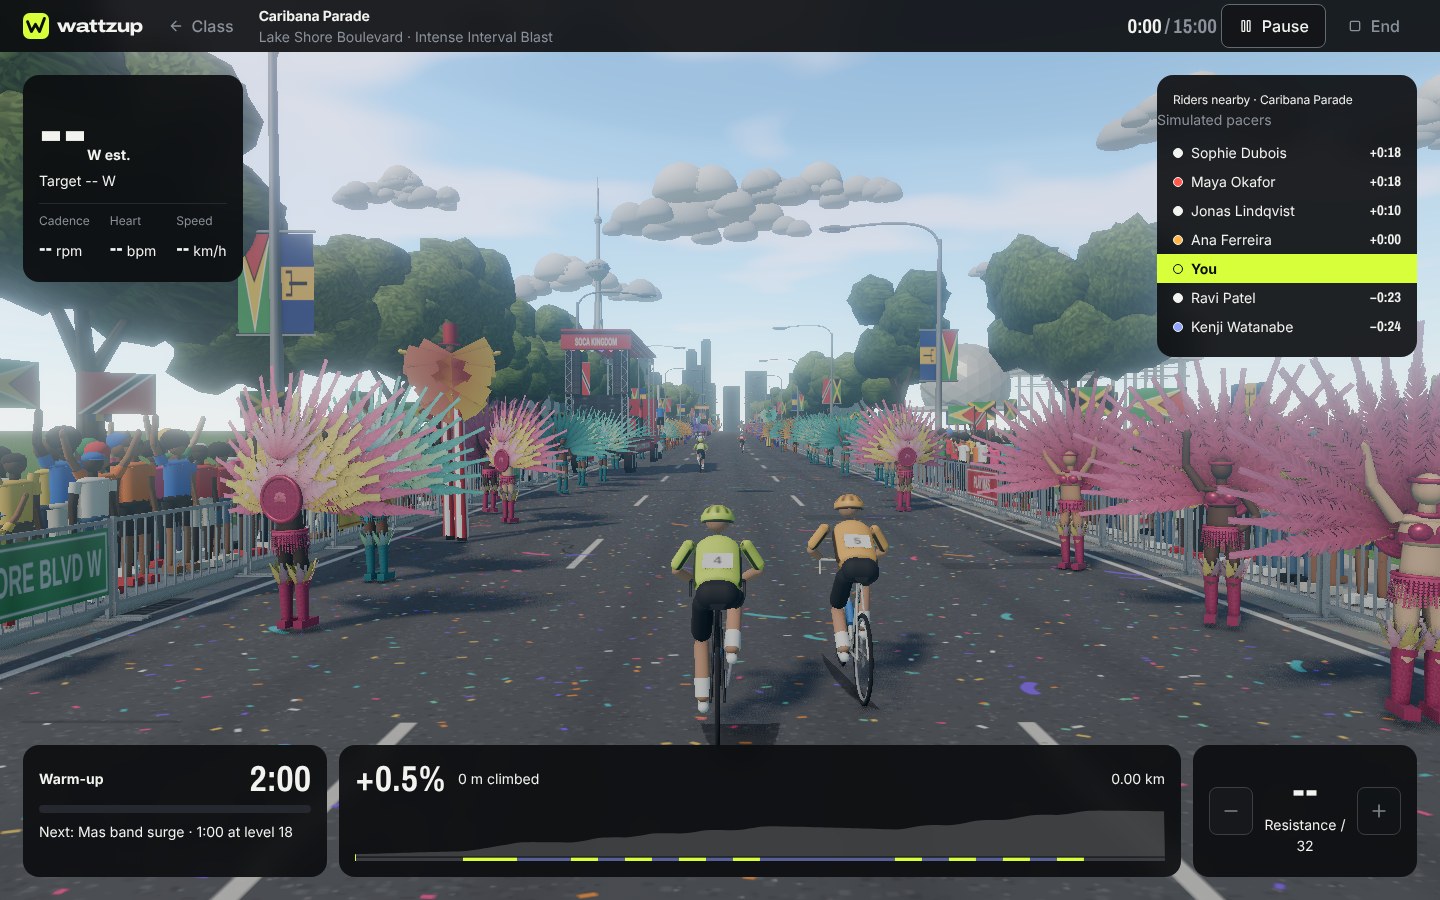 wattzup
Class
Caribana Parade
Lake Shore Boulevard · Intense Interval Blast
0:00 / 15:00
Pause
End
-- W est.
Target -- W
Cadence Heart Speed
-- rpm -- bpm -- km/h
Riders nearby · Caribana Parade
Simulated pacers
Sophie Dubois +0:18
Maya Okafor +0:18
Jonas Lindqvist +0:10
Ana Ferreira +0:00
You
Ravi Patel −0:23
Kenji Watanabe −0:24
SOCA KINGDOM
ORE BLVD W
4
5
Warm-up 2:00
Next: Mas band surge · 1:00 at level 18
+0.5% 0 m climbed 0.00 km
--
Resistance /
32